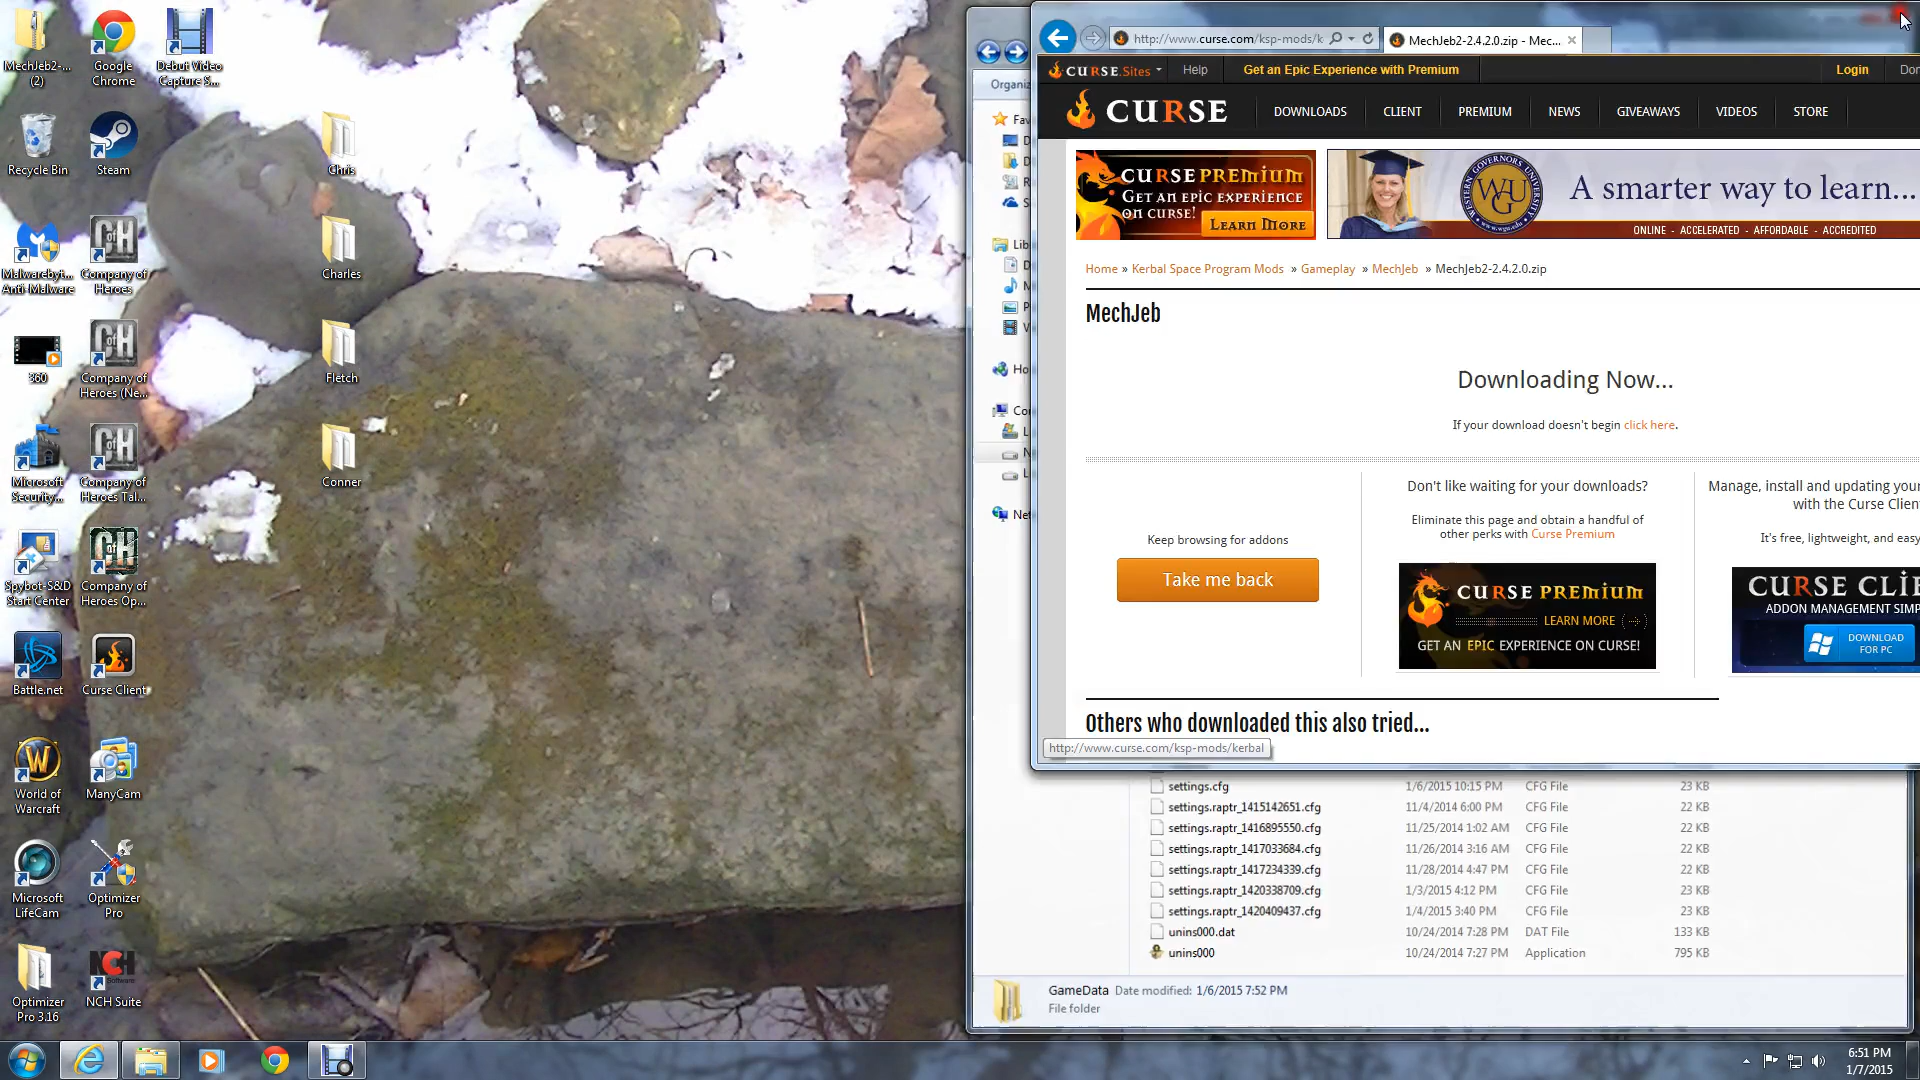 MechJeb2-...
(2)
Google
Chrome
Debut Video
Capture S...
Recycle Bin
Steam
Chris
Malwarebyt...
Anti-Malware
Company of
Heroes
Charles
360
Company of
Heroes (Ne...
Fletch
Microsoft
Security...
Company of
Heroes Tal...
Conner
Spybot-S&D
Start Center
Company of
Heroes Op...
Battle.net
Curse Client
World of
Warcraft
ManyCam
Microsoft
LifeCam
Optimizer
Pro
Optimizer
Pro 3.16
NCH Suite
http://www.curse.com/ksp-mods/k
MechJeb2-2.4.2.0.zip - Mec...
Organiz
CURSE.Sites
Help
Get an Epic Experience with Premium
Login
CURSE
DOWNLOADS
CLIENT
PREMIUM
NEWS
GIVEAWAYS
VIDEOS
STORE
CURSE PREMIUM
GET AN EPIC EXPERIENCE
ON CURSE!
LEARN MORE
WESTERN GOVERNORS UNIVERSITY
WGU
www.wgu.edu
A smarter way to learn...
ONLINE - ACCELERATED - AFFORDABLE - ACCREDITED
Home » Kerbal Space Program Mods » Gameplay » MechJeb » MechJeb2-2.4.2.0.zip
MechJeb
Downloading Now...
If your download doesn't begin click here.
Keep browsing for addons
Take me back
Don't like waiting for your downloads?
Eliminate this page and obtain a handful of
other perks with Curse Premium
CURSE PREMIUM
LEARN MORE
GET AN EPIC EXPERIENCE ON CURSE!
Manage, install and updating your
with the Curse Clien
It's free, lightweight, and easy
CURSE CLIE
ADDON MANAGEMENT SIMP
DOWNLOAD
FOR PC
Others who downloaded this also tried...
http://www.curse.com/ksp-mods/kerbal
settings.cfg 1/6/2015 10:15 PM CFG File 23 KB
settings.raptr_1415142651.cfg 11/4/2014 6:00 PM CFG File 22 KB
settings.raptr_1416895550.cfg 11/25/2014 1:02 AM CFG File 22 KB
settings.raptr_1417033684.cfg 11/26/2014 3:16 AM CFG File 22 KB
settings.raptr_1417234339.cfg 11/28/2014 4:47 PM CFG File 22 KB
settings.raptr_1420338709.cfg 1/3/2015 4:12 PM CFG File 23 KB
settings.raptr_1420409437.cfg 1/4/2015 3:40 PM CFG File 23 KB
unins000.dat 10/24/2014 7:28 PM DAT File 133 KB
unins000 10/24/2014 7:27 PM Application 795 KB
GameData Date modified: 1/6/2015 7:52 PM
File folder
6:51 PM
1/7/2015